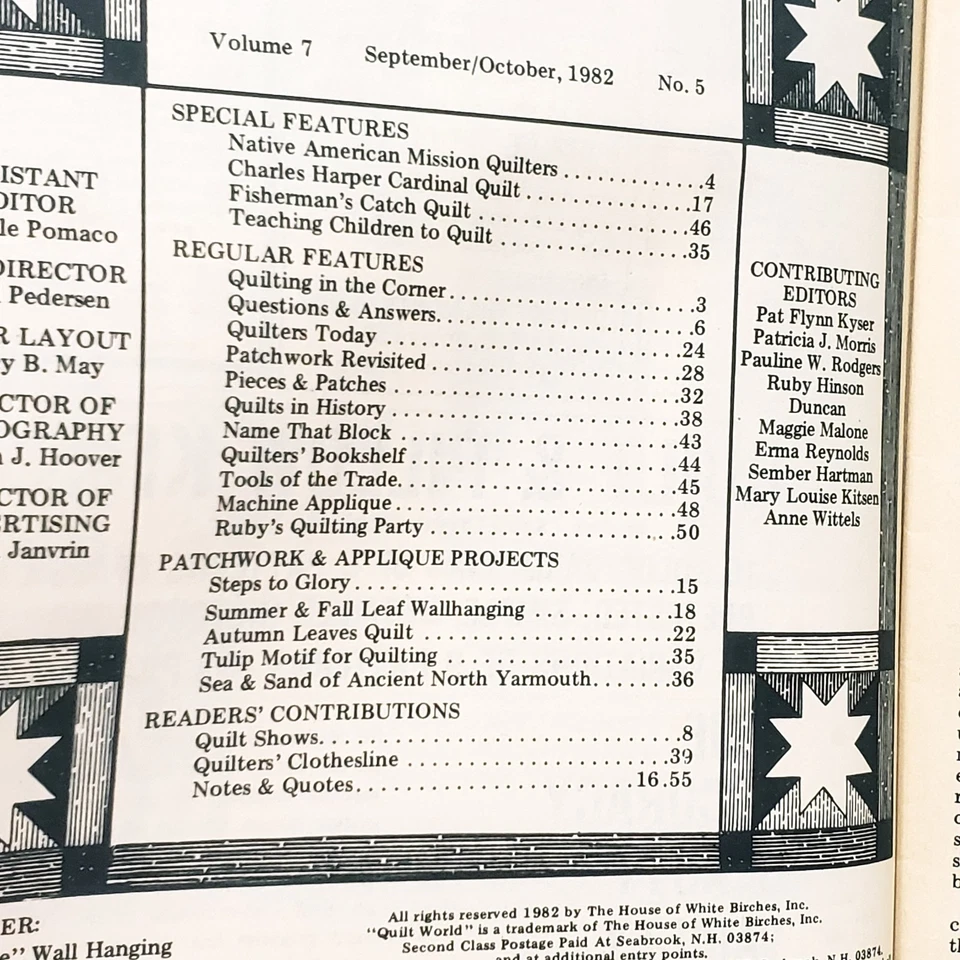 Volume 7 September/October, 1982 No. 5
ISTANT
DITOR
le Pomaco
DIRECTOR
Pedersen
R LAYOUT
y B. May
CTOR OF
OGRAPHY
J. Hoover
CTOR OF
ERTISING
Janvrin
SPECIAL FEATURES
Native American Mission Quilters .............4
Charles Harper Cardinal Quilt ...............17
Fisherman's Catch Quilt ....................46
Teaching Children to Quilt .................35
REGULAR FEATURES
Quilting in the Corner......................3
Questions & Answers.......................6
Quilters Today ...........................24
Patchwork Revisited ......................28
Pieces & Patches .........................32
Quilts in History .........................38
Name That Block ........................43
Quilters' Bookshelf.......................44
Tools of the Trade........................45
Machine Applique........................48
Ruby's Quilting Party .....................50
PATCHWORK & APPLIQUE PROJECTS
Steps to Glory...........................15
Summer & Fall Leaf Wallhanging ...........18
Autumn Leaves Quilt .....................22
Tulip Motif for Quilting ...................35
Sea & Sand of Ancient North Yarmouth.......36
READERS' CONTRIBUTIONS
Quilt Shows..............................8
Quilters' Clothesline .....................39
Notes & Quotes.......................16.55
CONTRIBUTING
EDITORS
Pat Flynn Kyser
Patricia J. Morris
Pauline W. Rodgers
Ruby Hinson
Duncan
Maggie Malone
Erma Reynolds
Sember Hartman
Mary Louise Kitsen
Anne Wittels
ER:
e" Wall Hanging
All rights reserved 1982 by The House of White Birches, Inc.
"Quilt World" is a trademark of The House of White Birches, Inc.
Second Class Postage Paid At Seabrook, N.H. 03874;
and at additional entry points.
N.H. 03874.